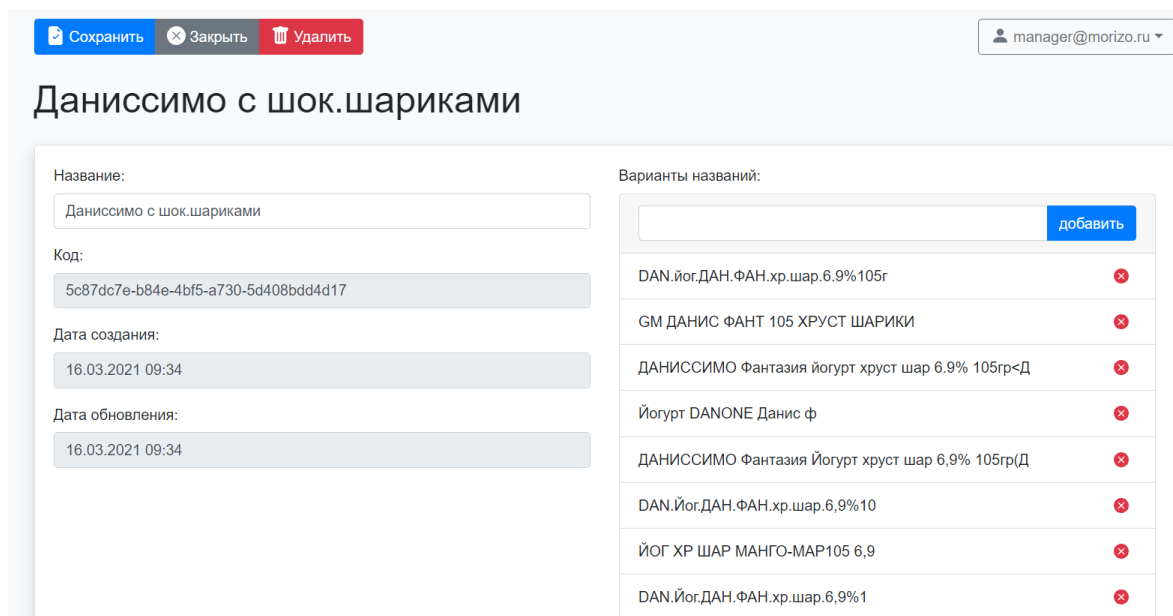 Сохранить Закрыть Удалить manager@morizo.ru
Даниссимо с шок.шариками
Название:
Даниссимо с шок.шариками
Код:
5c87dc7e-b84e-4bf5-a730-5d408bdd4d17
Дата создания:
16.03.2021 09:34
Дата обновления:
16.03.2021 09:34
Варианты названий:
добавить
DAN.йог.ДАН.ФАН.хр.шар.6.9%105г
GM ДАНИС ФАНТ 105 ХРУСТ ШАРИКИ
ДАНИССИМО Фантазия йогурт хруст шар 6.9% 105гр<Д
Йогурт DANONE Данис ф
ДАНИССИМО Фантазия Йогурт хруст шар 6,9% 105гр(Д
DAN.Йог.ДАН.ФАН.хр.шар.6,9%10
ЙОГ ХР ШАР МАНГО-МАР105 6,9
DAN.Йог.ДАН.ФАН.хр.шар.6,9%1